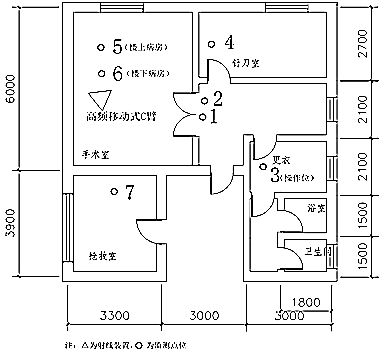 5(楼上病房)
4
6(楼下病房)
针刀室
2
高频移动式C臂
1
手术室
更衣
3(操作位)
7
浴室
抢救室
卫生间
6000
3900
2700
2100
2100
1500
1500
1800
3300
3000
3000
注: △为射线装置, ○为监测点位